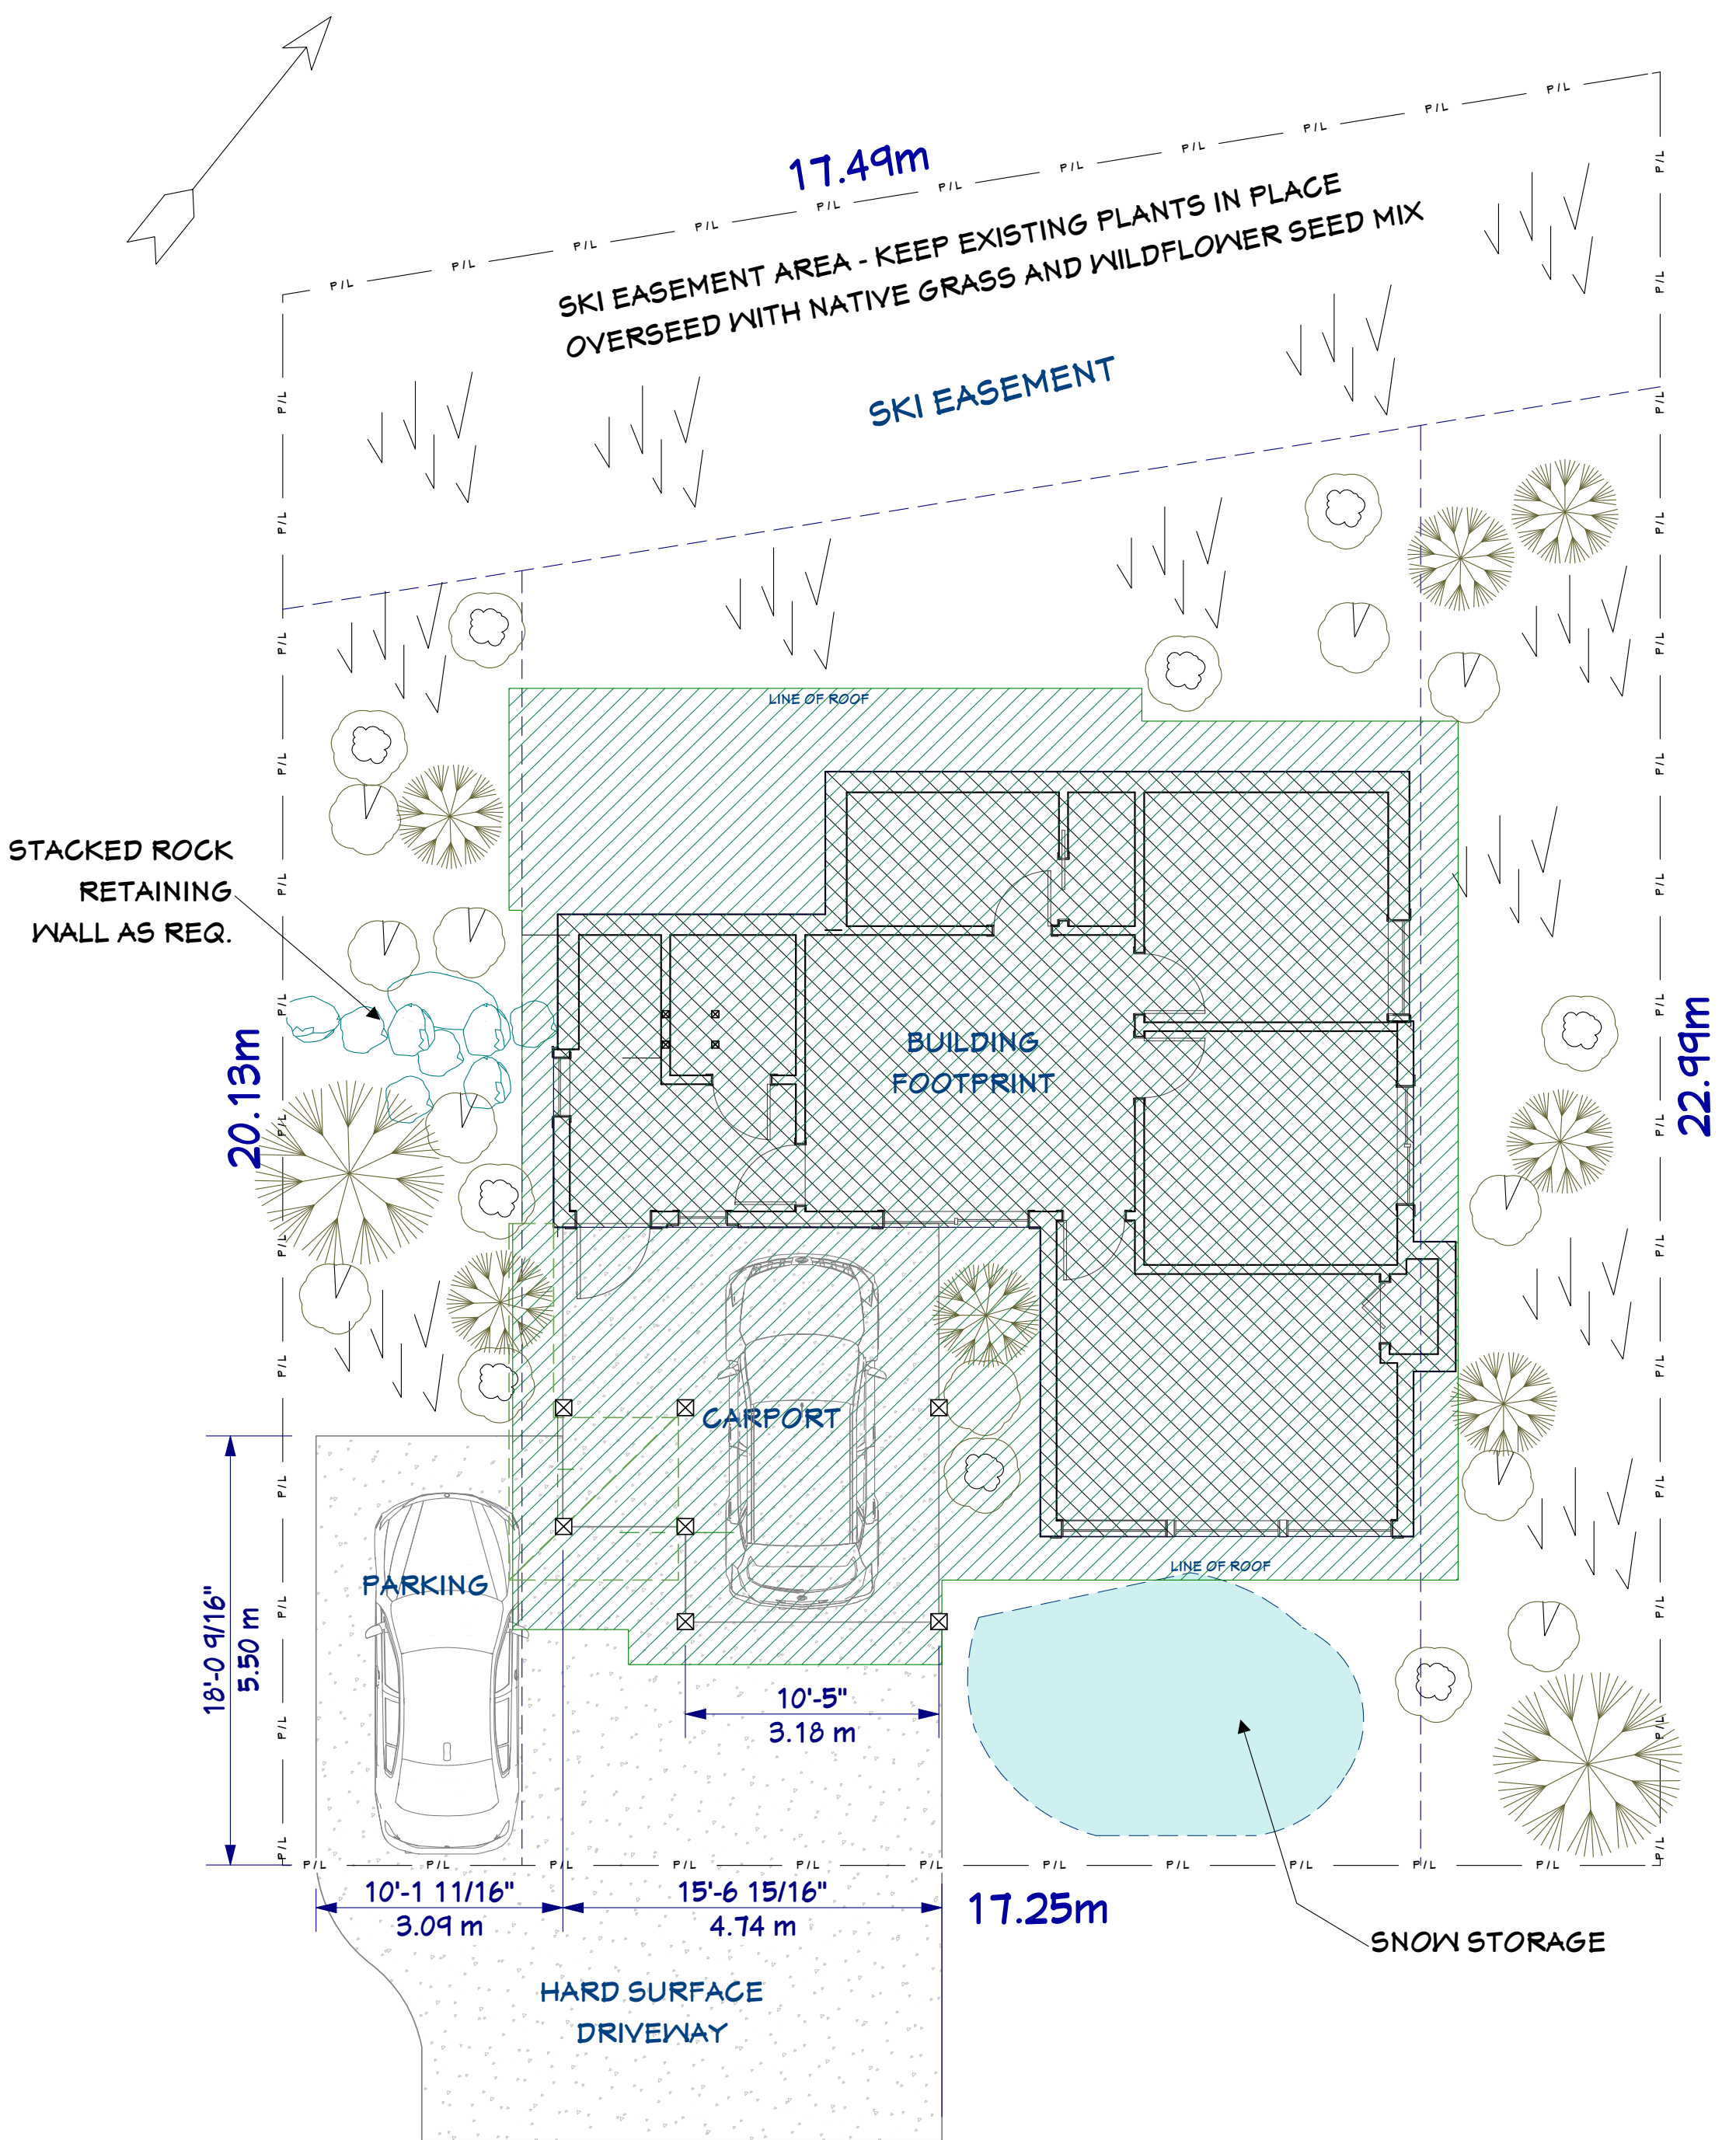 17.49m
P/L P/L P/L P/L P/L P/L P/L P/L P/L P/L P/L
SKI EASEMENT AREA - KEEP EXISTING PLANTS IN PLACE
OVERSEED WITH NATIVE GRASS AND WILDFLOWER SEED MIX
SKI EASEMENT
P/L P/L P/L P/L P/L P/L P/L P/L P/L P/L P/L P/L P/L
P/L P/L P/L P/L P/L P/L P/L P/L P/L P/L P/L P/L P/L P/L P/L
LINE OF ROOF
STACKED ROCK
RETAINING
WALL AS REQ.
20.13m
BUILDING
FOOTPRINT
22.99m
CARPORT
PARKING
LINE OF ROOF
18'-0 9/16"
5.50 m
10'-5"
3.18 m
P/L P/L P/L P/L P/L P/L P/L P/L P/L P/L P/L
10'-1 11/16"
3.09 m
15'-6 15/16"
4.74 m
17.25m
SNOW STORAGE
HARD SURFACE
DRIVEWAY